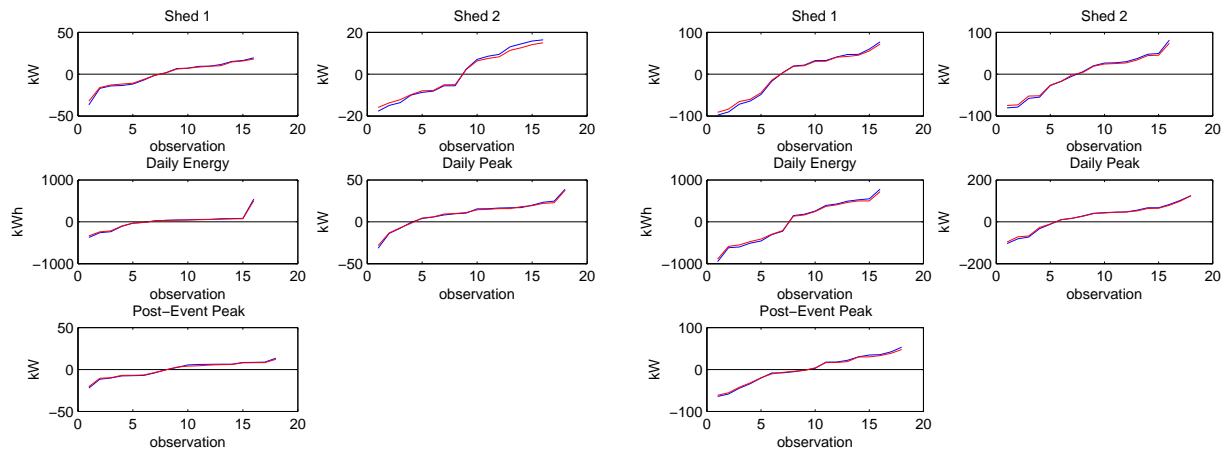 Shed 1
50
0
−50
kW
0 5 10 15 20
observation
Shed 2
20
0
−20
kW
0 5 10 15 20
observation
Daily Energy
1000
0
−1000
kWh
0 5 10 15 20
observation
Daily Peak
50
0
−50
kW
0 5 10 15 20
observation
Post−Event Peak
50
0
−50
kW
0 5 10 15 20
observation
Shed 1
100
0
−100
kW
0 5 10 15 20
observation
Shed 2
100
0
−100
kW
0 5 10 15 20
observation
Daily Energy
1000
0
−1000
kWh
0 5 10 15 20
observation
Daily Peak
200
0
−200
kW
0 5 10 15 20
observation
Post−Event Peak
100
0
−100
kW
0 5 10 15 20
observation